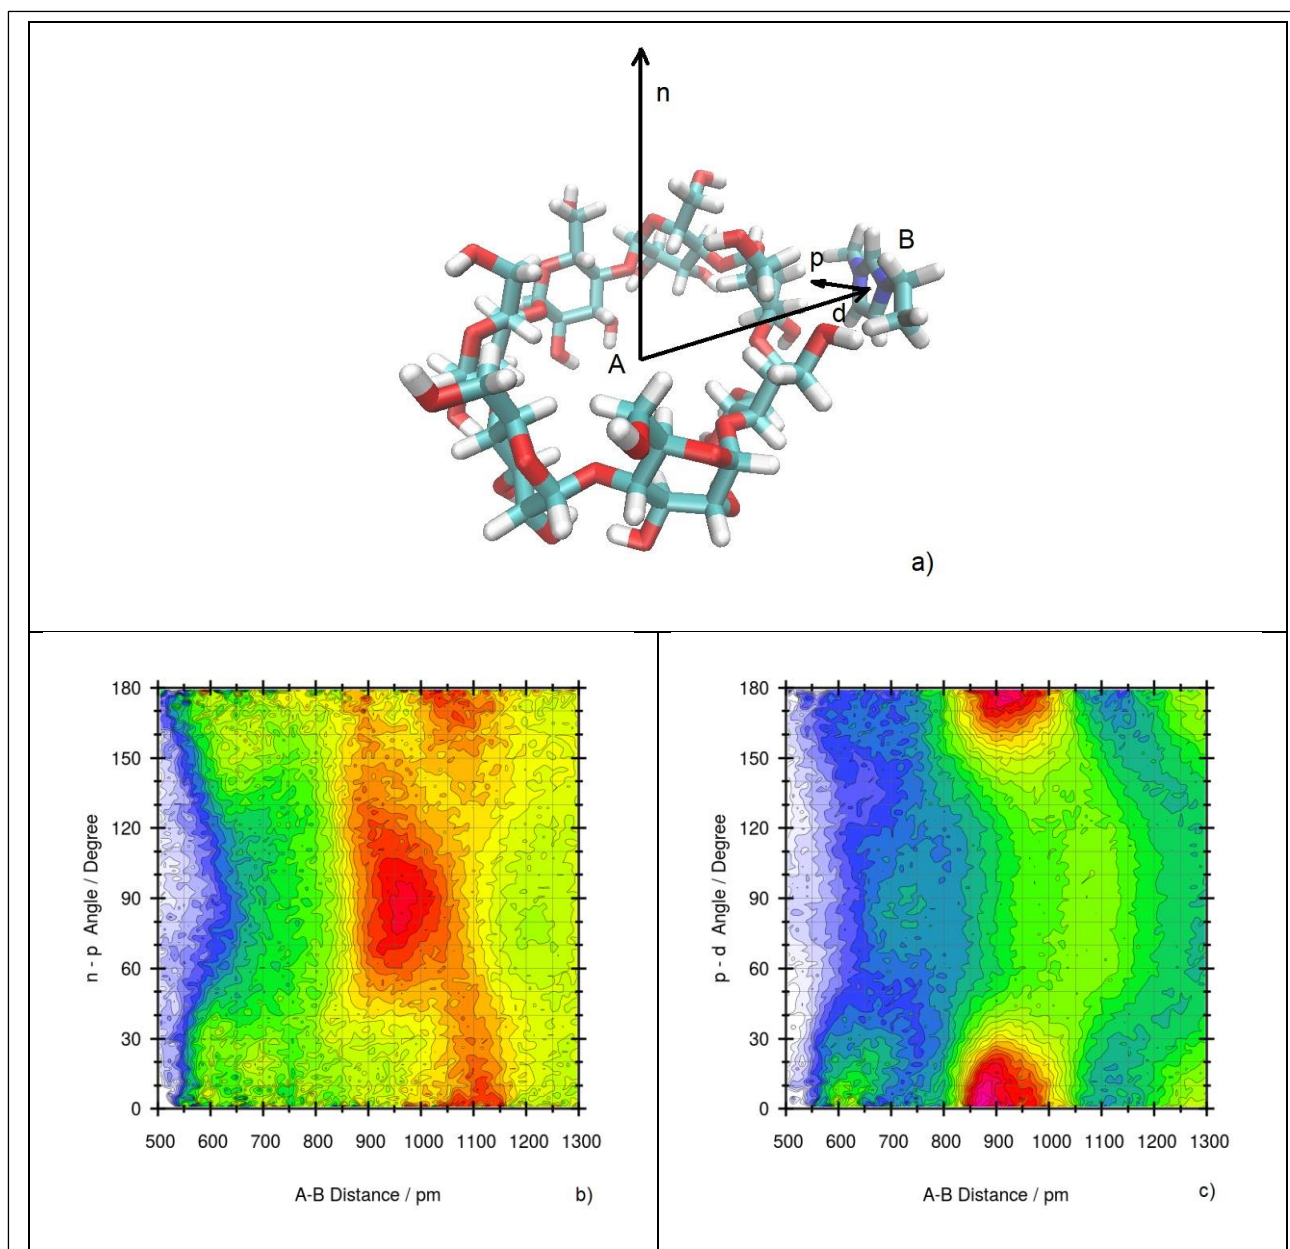 n
B
p
d
A
a)
180
150
120
90
60
30
0
n - p Angle / Degree
500 600 700 800 900 1000 1100 1200 1300
A-B Distance / pm
b)
180
150
120
90
60
30
0
p - d Angle / Degree
500 600 700 800 900 1000 1100 1200 1300
A-B Distance / pm
c)